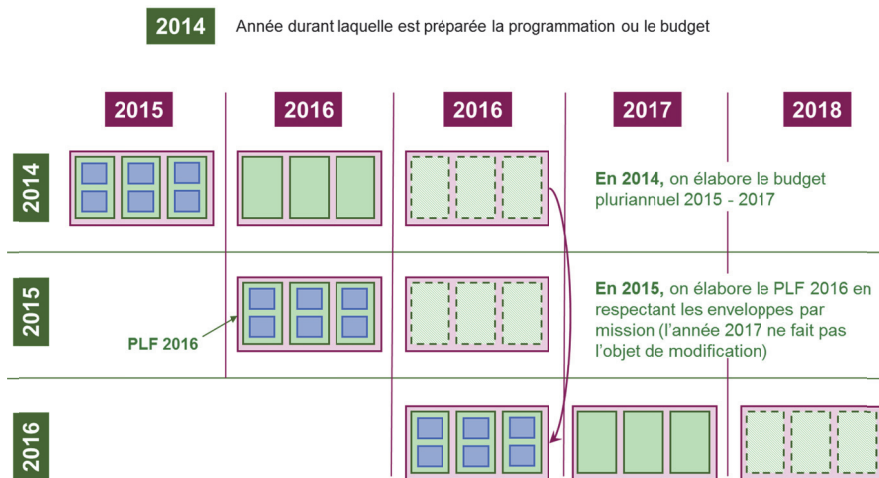 2014
Année durant laquelle est préparée la programmation ou le budget
2015
2016
2016
2017
2018
2014
En 2014, on élabore le budget
pluriannuel 2015 - 2017
2015
En 2015, on élabore le PLF 2016 en
respectant les enveloppes par
mission (l'année 2017 ne fait pas
l'objet de modification)
PLF 2016
2016